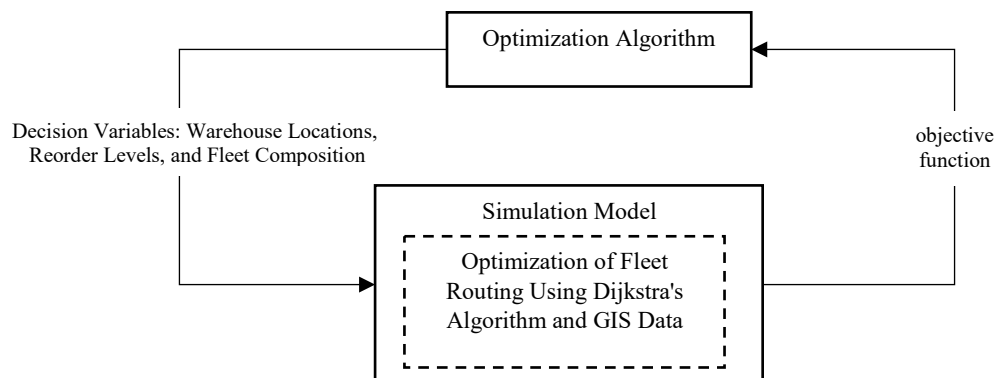 Optimization Algorithm
Decision Variables: Warehouse Locations,
Reorder Levels, and Fleet Composition
objective
function
Simulation Model
Optimization of Fleet
Routing Using Dijkstra's
Algorithm and GIS Data